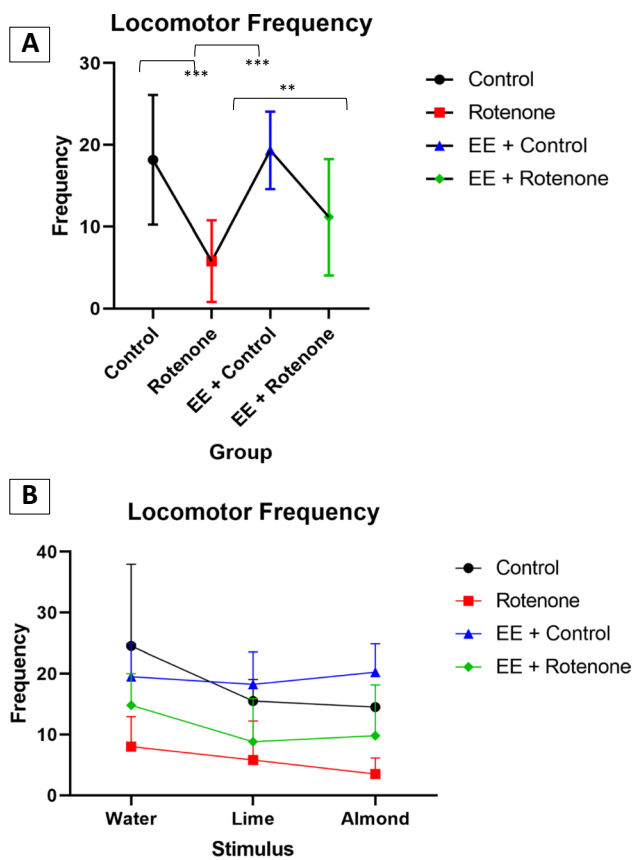 A
Locomotor Frequency
*** *** **
30
20
10
0
Frequency
Control
Rotenone
EE + Control
EE + Rotenone
Group
Control
Rotenone
EE + Control
EE + Rotenone
B
Locomotor Frequency
40
30
20
10
0
Frequency
Water Lime Almond
Stimulus
Control
Rotenone
EE + Control
EE + Rotenone